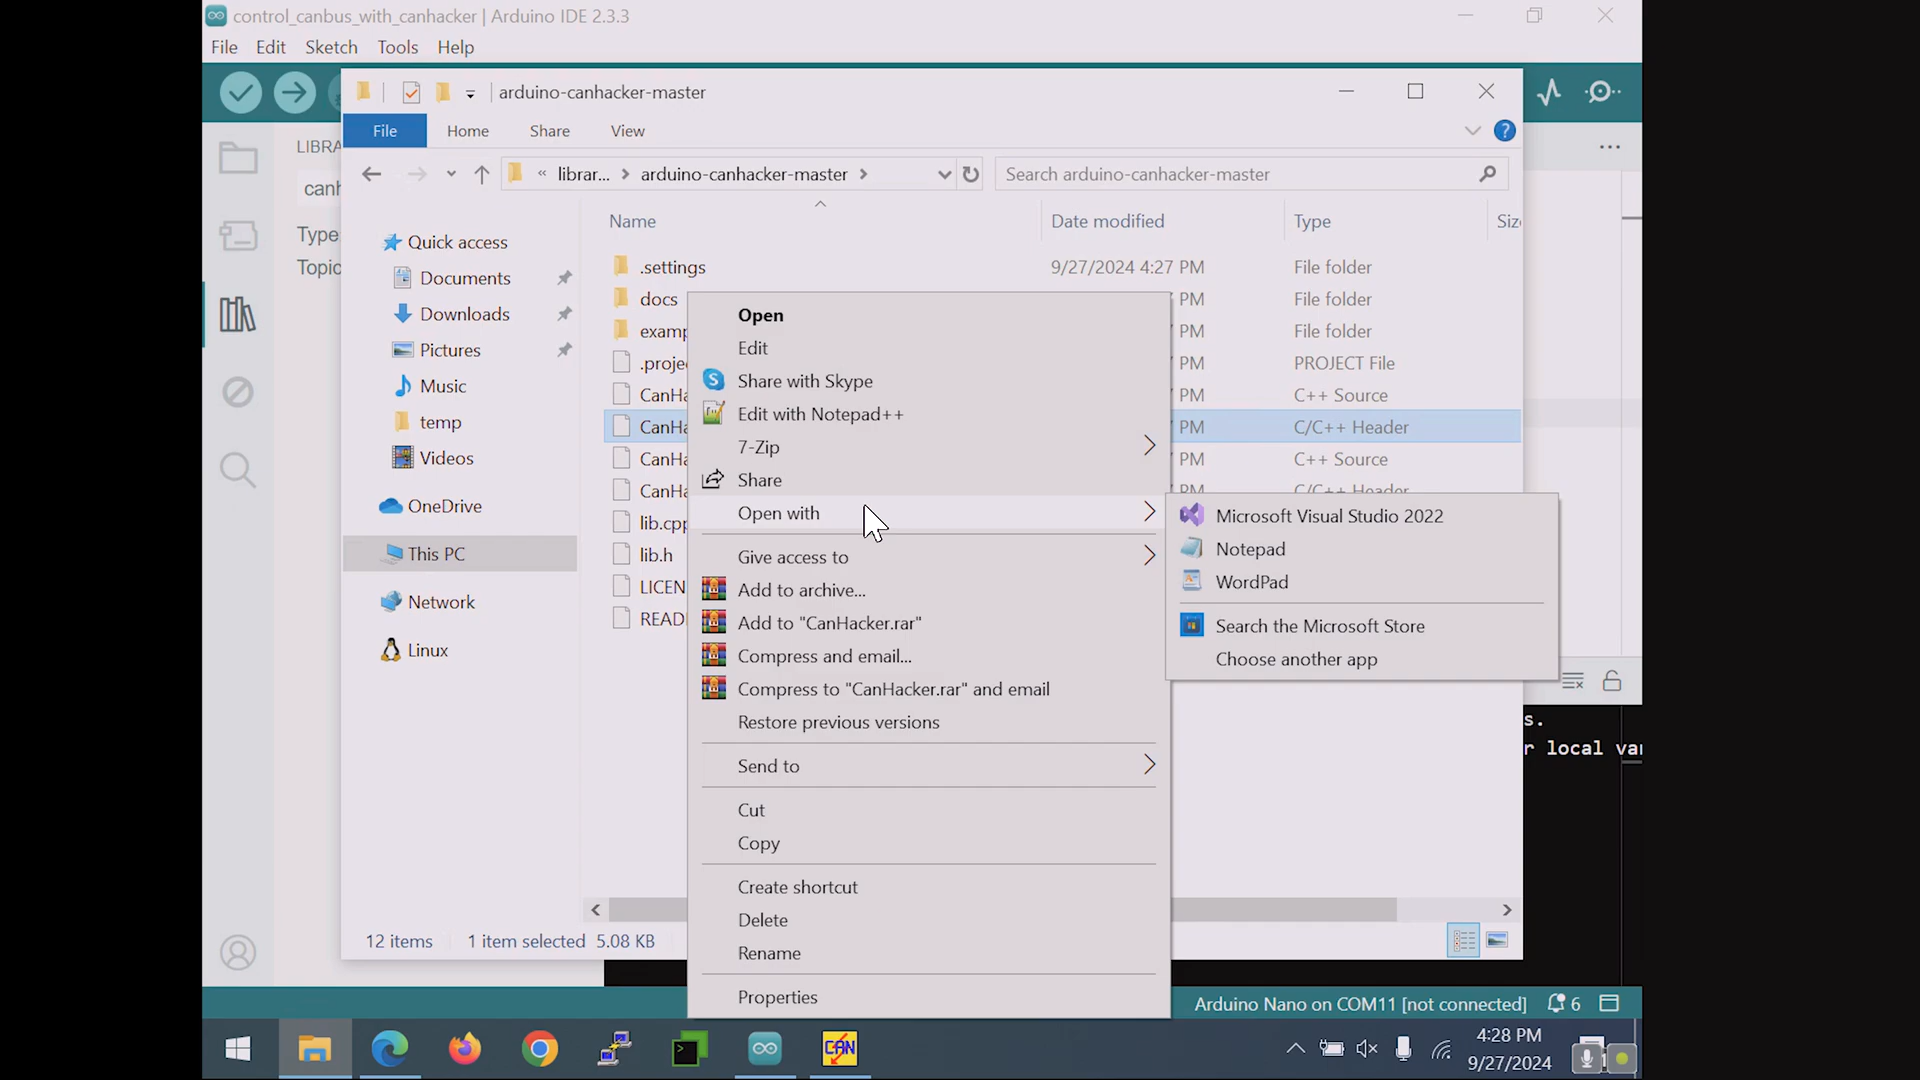 control_canbus_with_canhacker | Arduino IDE 2.3.3
File Edit Sketch Tools Help
arduino-canhacker-master
File Home Share View
LIBRA
« librar... > arduino-canhacker-master >
Search arduino-canhacker-master
canh
Type
Topic
Name Date modified Type Siz
Quick access
Documents
Downloads
Pictures
Music
temp
Videos
OneDrive
This PC
Network
Linux
.settings 9/27/2024 4:27 PM File folder
docs PM File folder
examp PM File folder
.projec PM PROJECT File
CanHa PM C++ Source
CanHa PM C/C++ Header
CanHa PM C++ Source
CanHa PM C/C++ Header
lib.cpp
lib.h
LICEN
READ
Open
Edit
Share with Skype
Edit with Notepad++
7-Zip
Share
Open with
Give access to
Add to archive...
Add to "CanHacker.rar"
Compress and email...
Compress to "CanHacker.rar" and email
Restore previous versions
Send to
Cut
Copy
Create shortcut
Delete
Rename
Properties
Microsoft Visual Studio 2022
Notepad
WordPad
Search the Microsoft Store
Choose another app
s.
r local var
12 items 1 item selected 5.08 KB
Arduino Nano on COM11 [not connected] 6
CAN
4:28 PM
9/27/2024